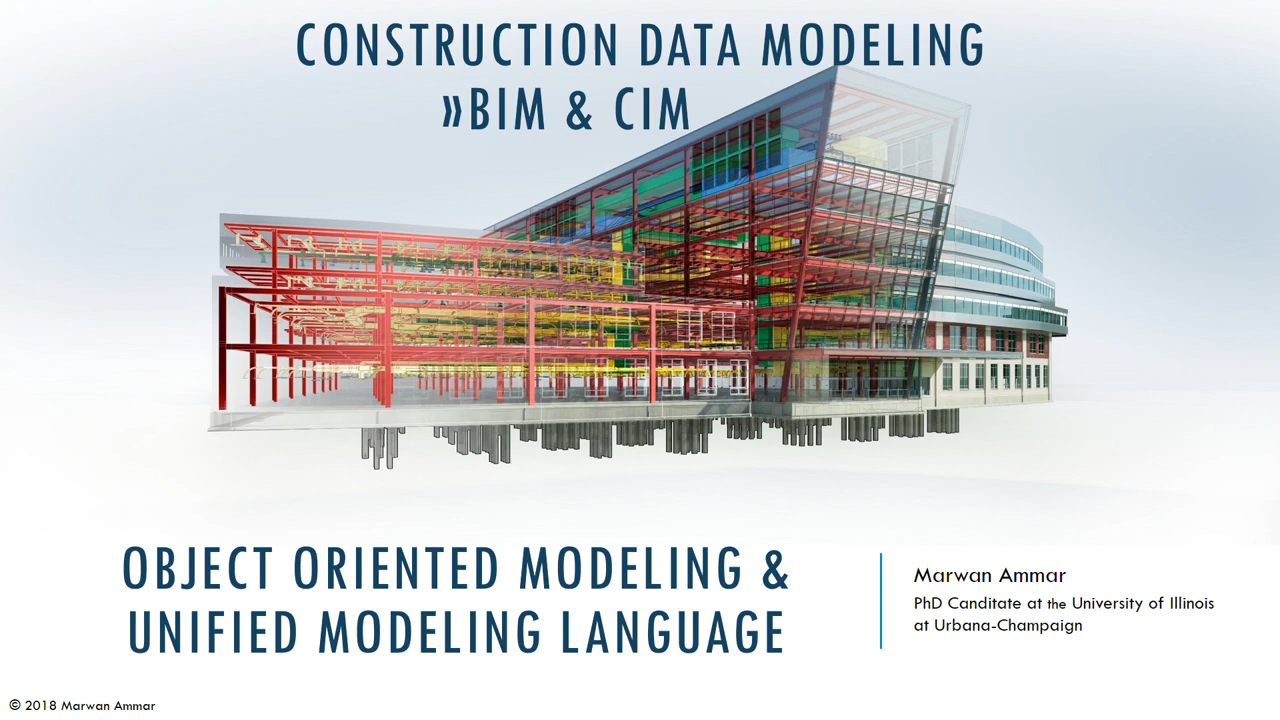 CONSTRUCTION DATA MODELING
»BIM & CIM
OBJECT ORIENTED MODELING &
UNIFIED MODELING LANGUAGE
Marwan Ammar
PhD Canditate at the University of Illinois
at Urbana-Champaign
© 2018 Marwan Ammar